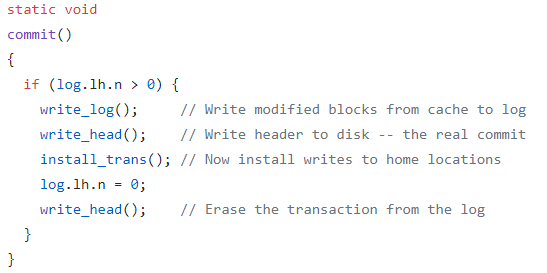 static void
commit()
{
  if (log.lh.n > 0) {
    write_log();     // Write modified blocks from cache to log
    write_head();    // Write header to disk -- the real commit
    install_trans(); // Now install writes to home locations
    log.lh.n = 0;
    write_head();    // Erase the transaction from the log
  }
}